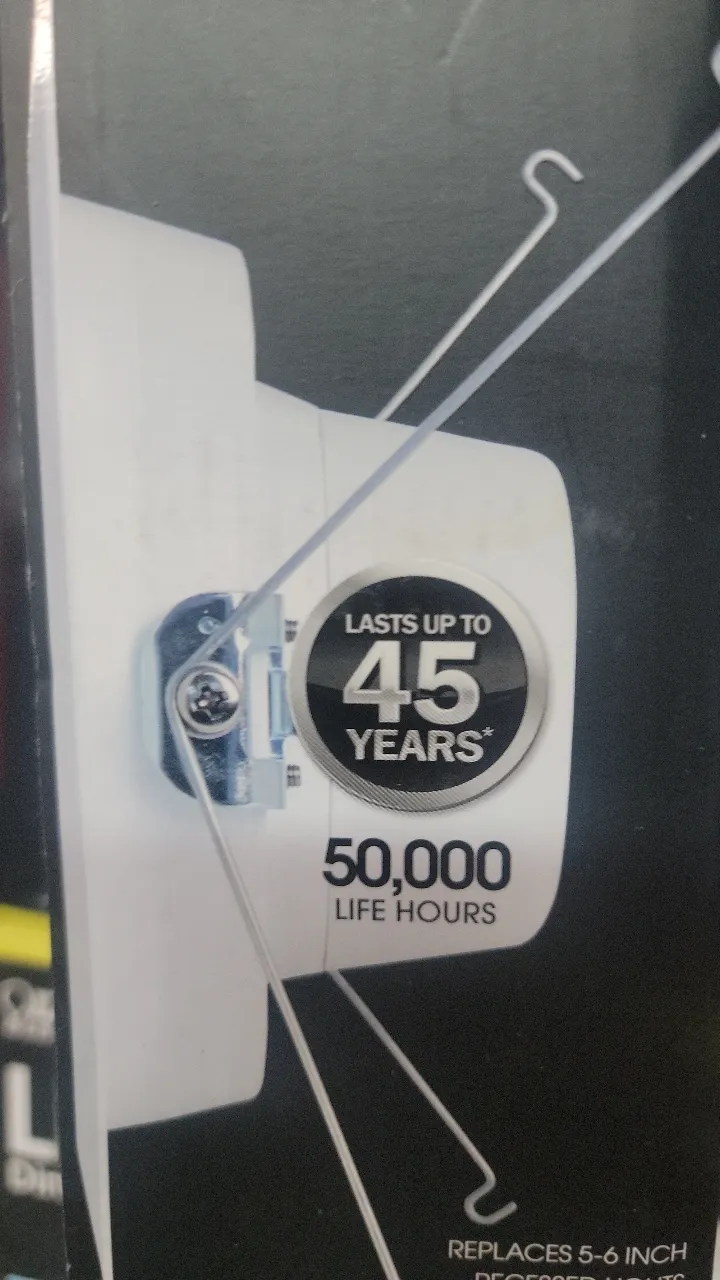 LASTS UP TO
45
YEARS*
50,000
LIFE HOURS
REPLACES 5-6 INCH